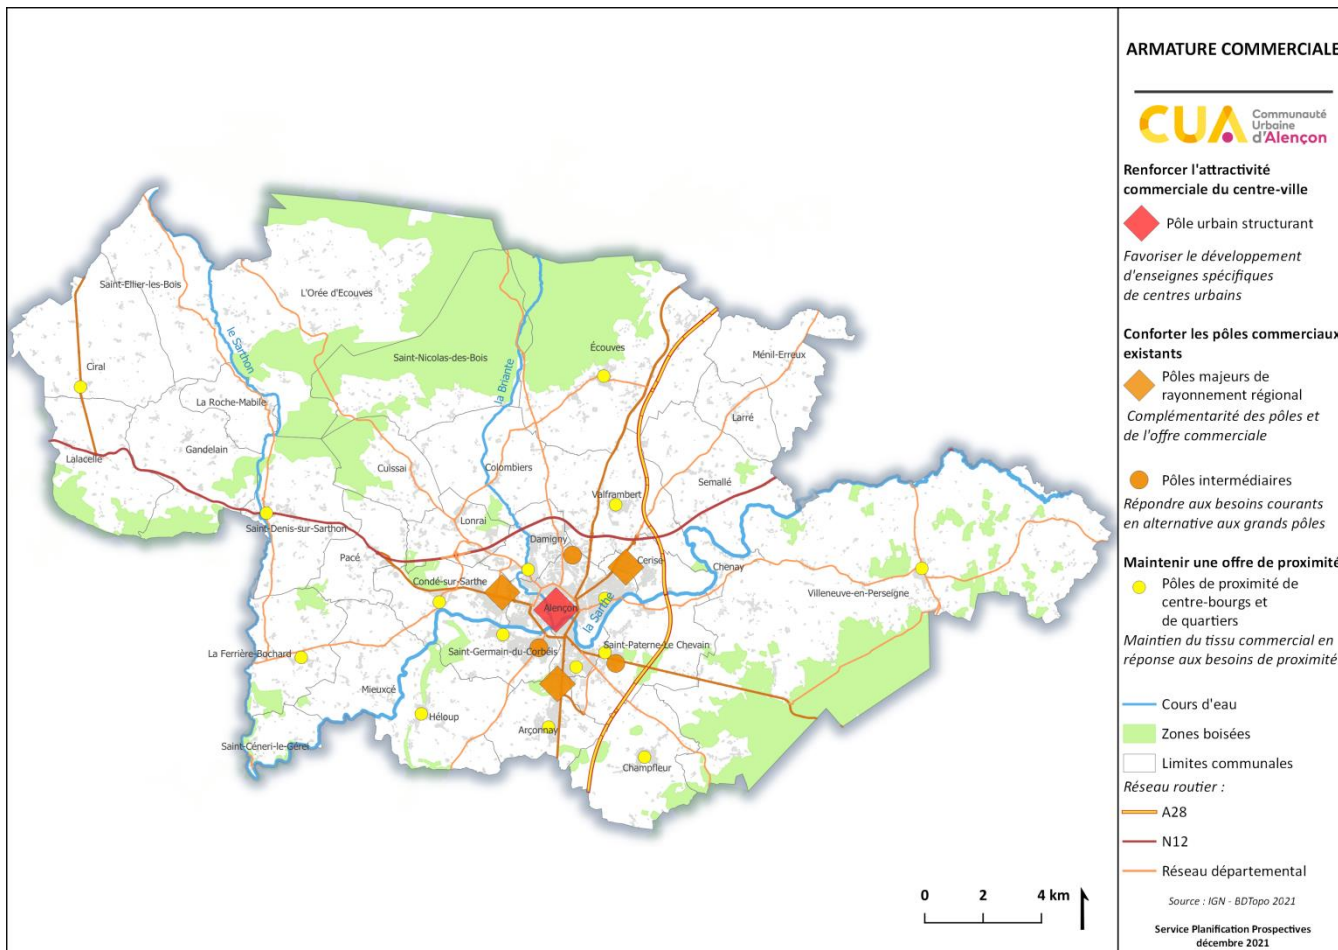 ARMATURE COMMERCIALE
CUA Communauté
Urbaine
d'Alençon
Renforcer l'attractivité
commerciale du centre-ville
Pôle urbain structurant
Favoriser le développement
d'enseignes spécifiques
de centres urbains
Conforter les pôles commerciaux
existants
Pôles majeurs de
rayonnement régional
Complémentarité des pôles et
de l'offre commerciale
Pôles intermédiaires
Répondre aux besoins courants
en alternative aux grands pôles
Maintenir une offre de proximité
Pôles de proximité de
centre-bourgs et
de quartiers
Maintien du tissu commercial en
réponse aux besoins de proximité
Cours d'eau
Zones boisées
Limites communales
Réseau routier :
A28
N12
Réseau départemental
Source : IGN - BDTopo 2021
Service Planification Prospectives
décembre 2021
Saint-Ellier-les-Bois
L'Orée d'Ecouves
le Sarthon
Saint-Nicolas-des-Bois
la Briante
Écouves
Ménil-Erreux
Ciral
La Roche-Mabile
Larré
Gandelain
Lalacelle
Cuissai
Colombiers
Semallé
Valframbert
Saint-Denis-sur-Sarthon
Lonrai
Damigny
Pacé
Cerisé
Chenay
Condé-sur-Sarthe
Villeneuve-en-Perseigne
Alençon
la Sarthe
Saint-Germain-du-Corbéis
Saint-Paterne-Le Chevain
La Ferrière-Bochard
Mieuxcé
Héloup
Arçonnay
Saint-Céneri-le-Gérei
Champfleur
0 2 4 km